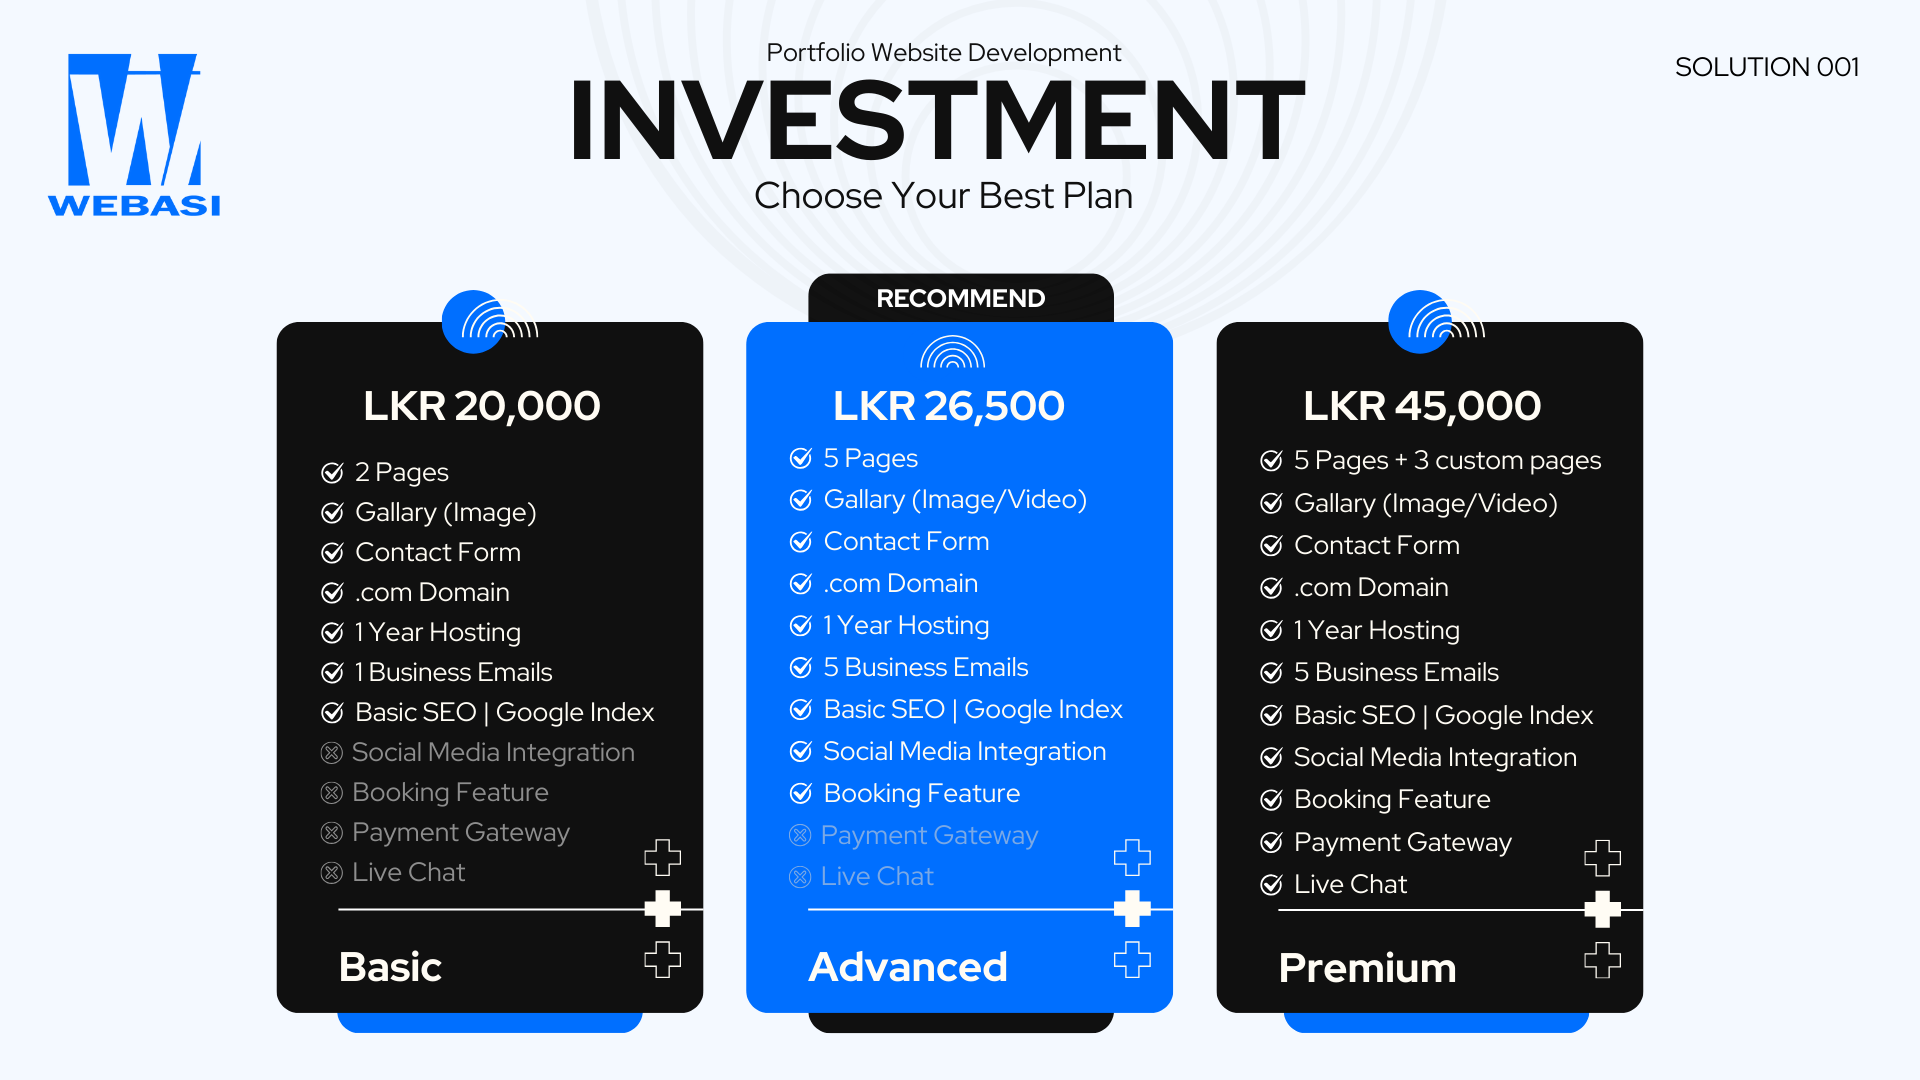 WEBASI
Portfolio Website Development
INVESTMENT
Choose Your Best Plan
SOLUTION 001
LKR 20,000
2 Pages
Gallary (Image)
Contact Form
.com Domain
1 Year Hosting
1 Business Emails
Basic SEO | Google Index
Social Media Integration
Booking Feature
Payment Gateway
Live Chat
Basic
RECOMMEND
LKR 26,500
5 Pages
Gallary (Image/Video)
Contact Form
.com Domain
1 Year Hosting
5 Business Emails
Basic SEO | Google Index
Social Media Integration
Booking Feature
Payment Gateway
Live Chat
Advanced
LKR 45,000
5 Pages + 3 custom pages
Gallary (Image/Video)
Contact Form
.com Domain
1 Year Hosting
5 Business Emails
Basic SEO | Google Index
Social Media Integration
Booking Feature
Payment Gateway
Live Chat
Premium